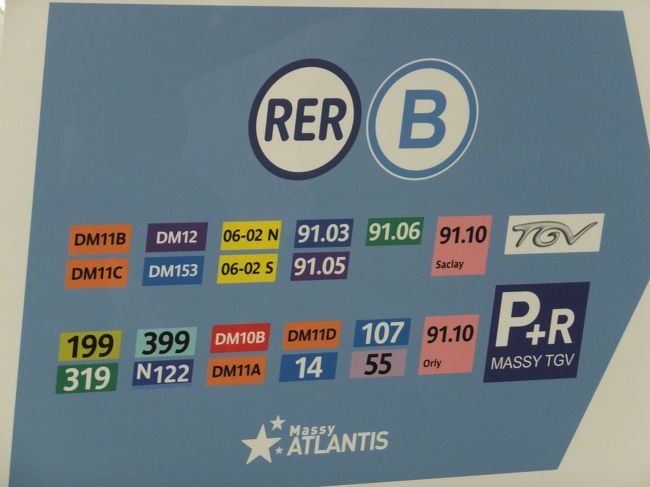 RER B
DM11B DM12 06-02 N 91.03 91.06 91.10 TGV
DM11C DM153 06-02 S 91.05 Saclay
199 399 DM10B DM11D 107 91.10 P+R
319 N122 DM11A 14 55 Orly MASSY TGV
Massy
ATLANTIS